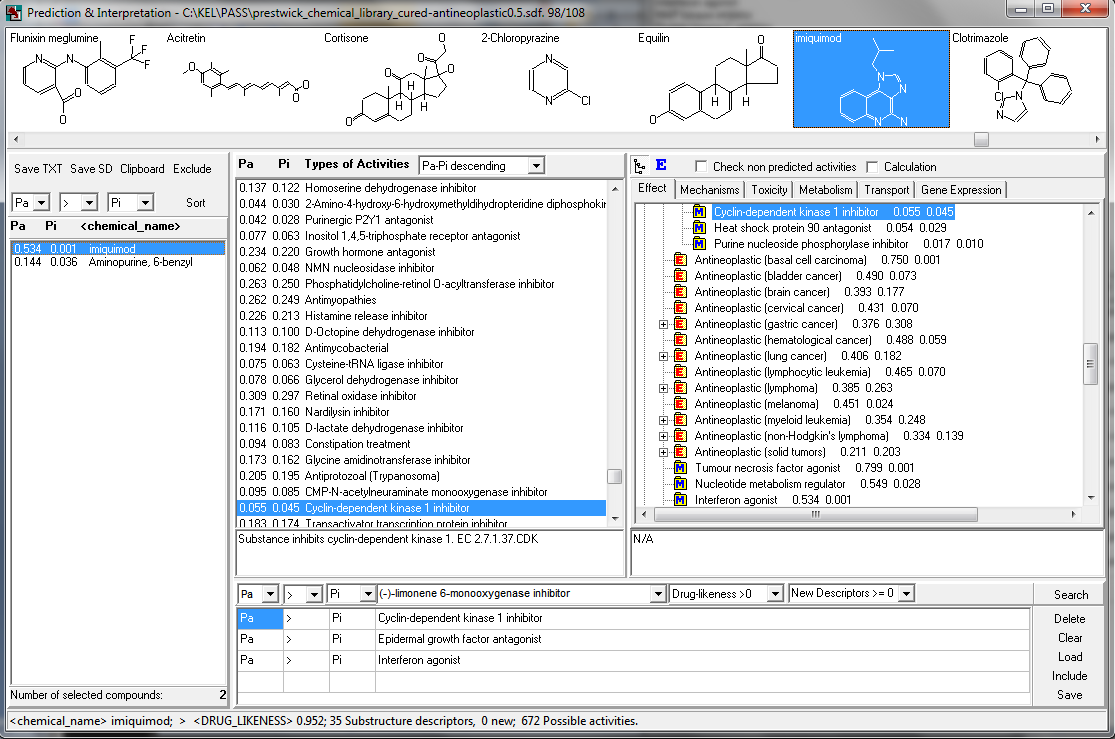 Prediction & Interpretation - C:\KEL\PASS\prestwick_chemical_library_cured-antineoplastic0.5.sdf. 98/108
Flunixin meglumine
Acitretin
Cortisone
2-Chloropyrazine
Equilin
imiquimod
Clotrimazole
Save TXT Save SD Clipboard Exclude
Pa > Pi Sort
Pa Pi <chemical_name>
0.534 0.001 imiquimod
0.144 0.036 Aminopurine, 6-benzyl
Number of selected compounds: 2
Pa Pi Types of Activities Pa-Pi descending
0.137 0.122 Homoserine dehydrogenase inhibitor
0.044 0.030 2-Amino-4-hydroxy-6-hydroxymethyldihydropteridine diphosphokin
0.042 0.028 Purinergic P2Y1 antagonist
0.077 0.063 Inositol 1,4,5-triphosphate receptor antagonist
0.234 0.220 Growth hormone antagonist
0.062 0.048 NMN nucleosidase inhibitor
0.263 0.250 Phosphatidylcholine-retinol O-acyltransferase inhibitor
0.262 0.249 Antimyopathies
0.226 0.213 Histamine release inhibitor
0.113 0.100 D-Octopine dehydrogenase inhibitor
0.194 0.182 Antimycobacterial
0.075 0.063 Cysteine-tRNA ligase inhibitor
0.078 0.066 Glycerol dehydrogenase inhibitor
0.309 0.297 Retinal oxidase inhibitor
0.171 0.160 Nardilysin inhibitor
0.116 0.105 D-lactate dehydrogenase inhibitor
0.094 0.083 Constipation treatment
0.173 0.162 Glycine amidinotransferase inhibitor
0.205 0.195 Antiprotozoal (Trypanosoma)
0.095 0.085 CMP-N-acetylneuraminate monooxygenase inhibitor
0.055 0.045 Cyclin-dependent kinase 1 inhibitor
0.183 0.174 Transactivator transcription protein inhibitor
Substance inhibits cyclin-dependent kinase 1. EC 2.7.1.37.CDK
E Check non predicted activities Calculation
Effect Mechanisms Toxicity Metabolism Transport Gene Expression
M Cyclin-dependent kinase 1 inhibitor 0.055 0.045
M Heat shock protein 90 antagonist 0.054 0.029
M Purine nucleoside phosphorylase inhibitor 0.017 0.010
E Antineoplastic (basal cell carcinoma) 0.750 0.001
E Antineoplastic (bladder cancer) 0.490 0.073
E Antineoplastic (brain cancer) 0.393 0.177
E Antineoplastic (cervical cancer) 0.431 0.070
E Antineoplastic (gastric cancer) 0.376 0.308
E Antineoplastic (hematological cancer) 0.488 0.059
E Antineoplastic (lung cancer) 0.406 0.182
E Antineoplastic (lymphocytic leukemia) 0.465 0.070
E Antineoplastic (lymphoma) 0.385 0.263
E Antineoplastic (melanoma) 0.451 0.024
E Antineoplastic (myeloid leukemia) 0.354 0.248
E Antineoplastic (non-Hodgkin's lymphoma) 0.334 0.139
E Antineoplastic (solid tumors) 0.211 0.203
M Tumour necrosis factor agonist 0.799 0.001
M Nucleotide metabolism regulator 0.549 0.028
M Interferon agonist 0.534 0.001
N/A
Pa > Pi (-)-limonene 6-monooxygenase inhibitor Drug-likeness >0 New Descriptors >= 0 Search
Pa > Pi Cyclin-dependent kinase 1 inhibitor
Pa > Pi Epidermal growth factor antagonist
Pa > Pi Interferon agonist
Delete
Clear
Load
Include
Save
<chemical_name> imiquimod; > <DRUG_LIKENESS> 0.952; 35 Substructure descriptors, 0 new; 672 Possible activities.